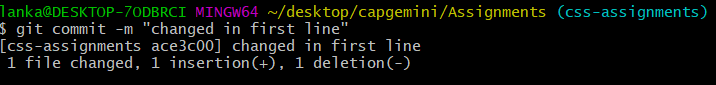 lanka@DESKTOP-7ODBRCI MINGW64 ~/desktop/capgemini/Assignments (css-assignments)
$ git commit -m "changed in first line"
[css-assignments ace3c00] changed in first line
 1 file changed, 1 insertion(+), 1 deletion(-)